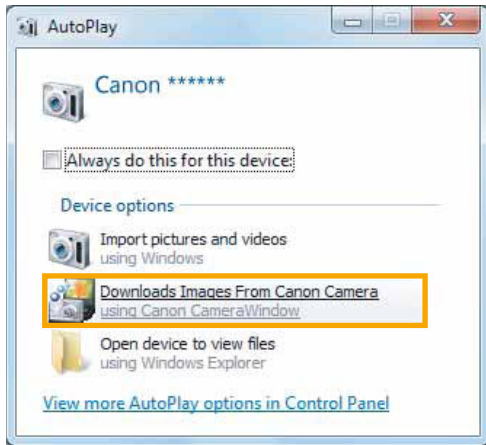 AutoPlay
Canon ******
Always do this for this device:
Device options
Import pictures and videos
using Windows
Downloads Images From Canon Camera
using Canon CameraWindow
Open device to view files
using Windows Explorer
View more AutoPlay options in Control Panel